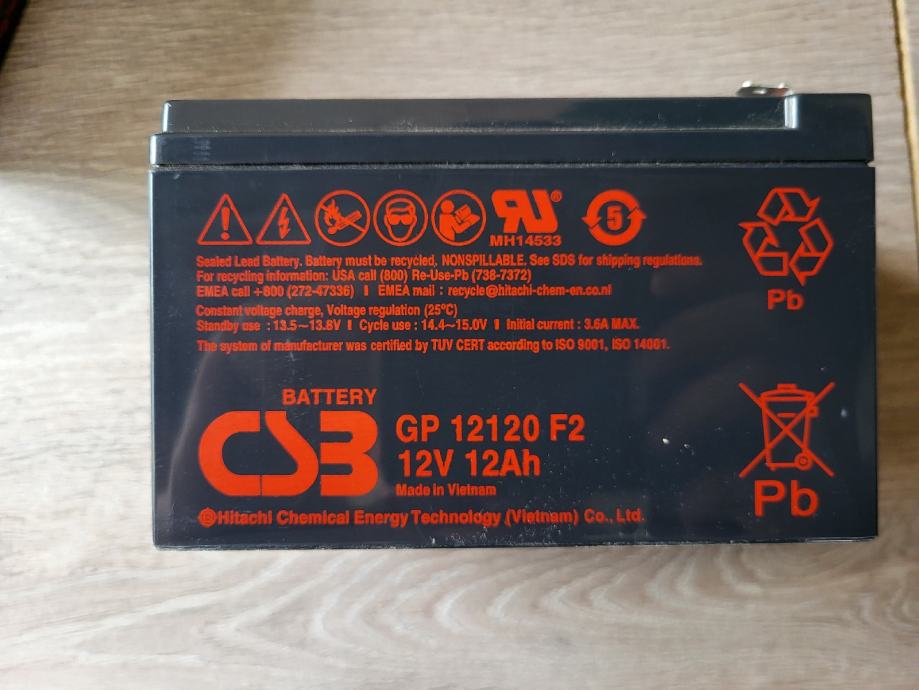 MH14533
5
Sealed Lead Battery. Battery must be recycled, NONSPILLABLE. See SDS for shipping regulations.
For recycling information: USA call (800) Re-Use-Pb (738-7372)
EMEA call +800 (272-47336) I EMEA mail : recycle@hitachi-chem-en.co.nl
Constant voltage charge, Voltage regulation (25°C)
Standby use : 13.5~13.8V I Cycle use : 14.4~15.0V I Initial current : 3.6A MAX.
The system of manufacturer was certified by TUV CERT according to ISO 9001, ISO 14001.
Pb
BATTERY
CSB
GP 12120 F2
12V 12Ah
Made in Vietnam
Hitachi Chemical Energy Technology (Vietnam) Co., Ltd.
Pb